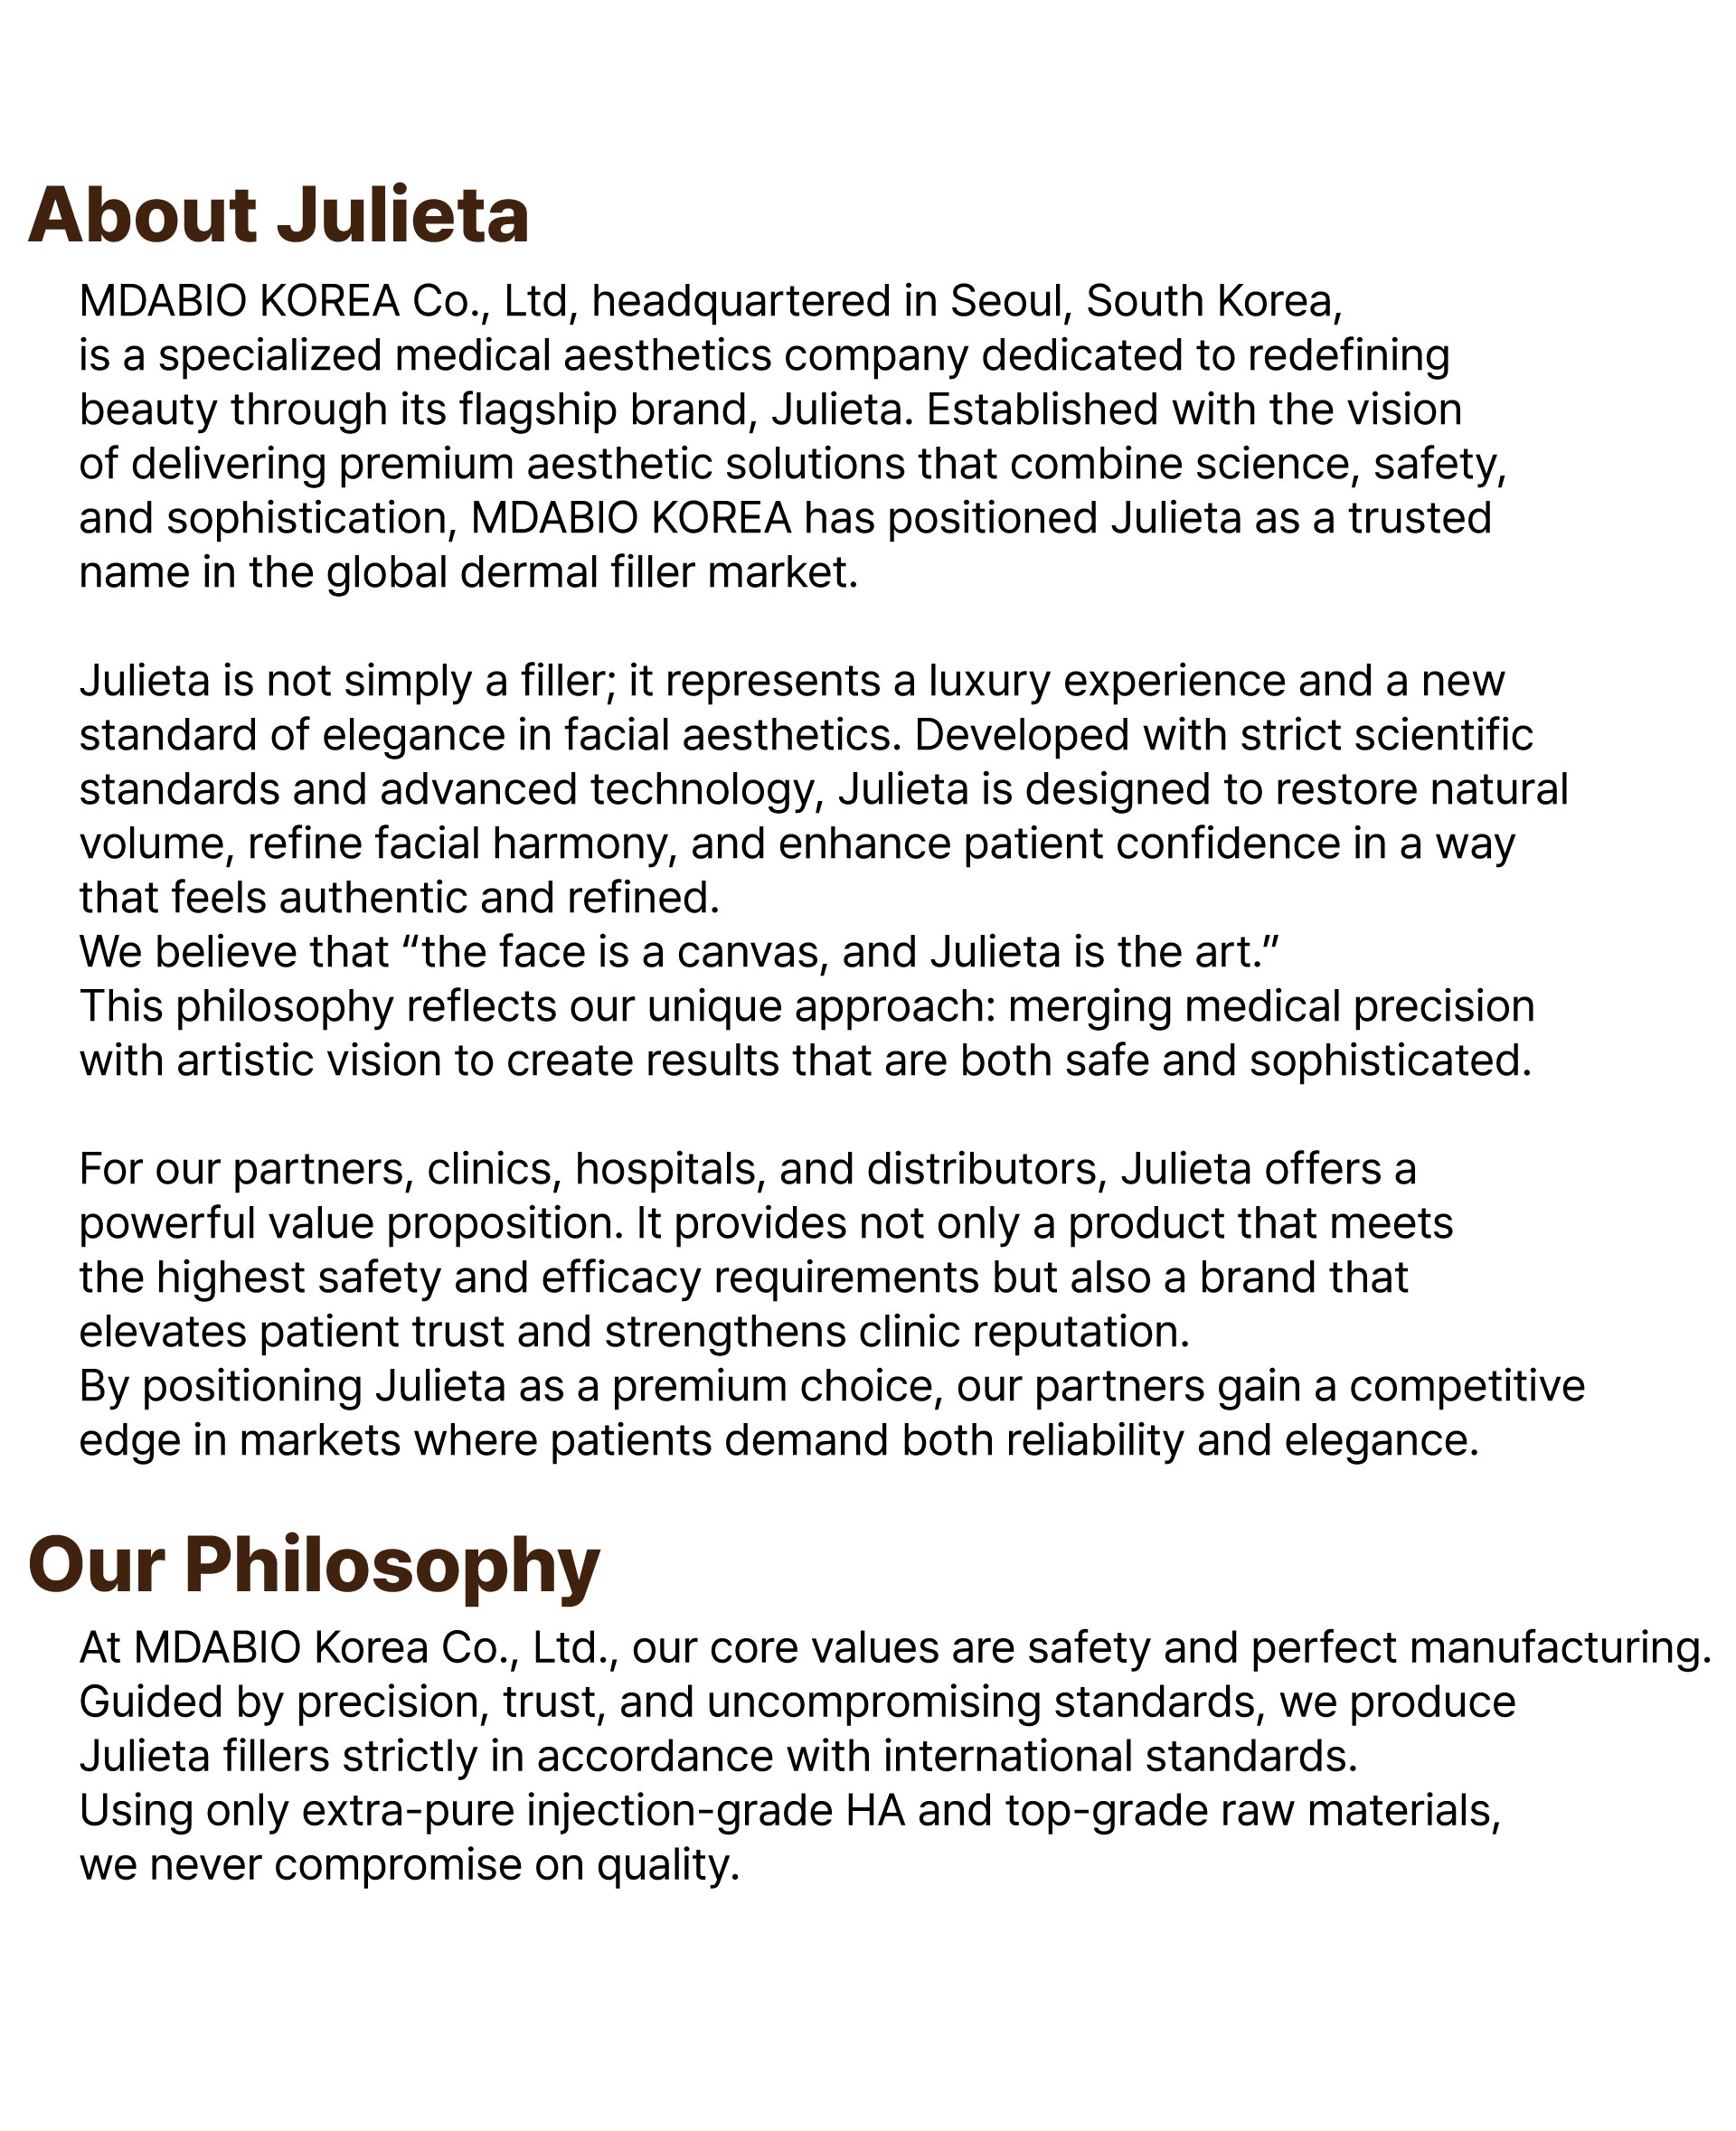 About Julieta
MDABIO KOREA Co., Ltd, headquartered in Seoul, South Korea,
is a specialized medical aesthetics company dedicated to redefining
beauty through its flagship brand, Julieta. Established with the vision
of delivering premium aesthetic solutions that combine science, safety,
and sophistication, MDABIO KOREA has positioned Julieta as a trusted
name in the global dermal filler market.
Julieta is not simply a filler; it represents a luxury experience and a new
standard of elegance in facial aesthetics. Developed with strict scientific
standards and advanced technology, Julieta is designed to restore natural
volume, refine facial harmony, and enhance patient confidence in a way
that feels authentic and refined.
We believe that “the face is a canvas, and Julieta is the art.”
This philosophy reflects our unique approach: merging medical precision
with artistic vision to create results that are both safe and sophisticated.
For our partners, clinics, hospitals, and distributors, Julieta offers a
powerful value proposition. It provides not only a product that meets
the highest safety and efficacy requirements but also a brand that
elevates patient trust and strengthens clinic reputation.
By positioning Julieta as a premium choice, our partners gain a competitive
edge in markets where patients demand both reliability and elegance.
Our Philosophy
At MDABIO Korea Co., Ltd., our core values are safety and perfect manufacturing.
Guided by precision, trust, and uncompromising standards, we produce
Julieta fillers strictly in accordance with international standards.
Using only extra-pure injection-grade HA and top-grade raw materials,
we never compromise on quality.